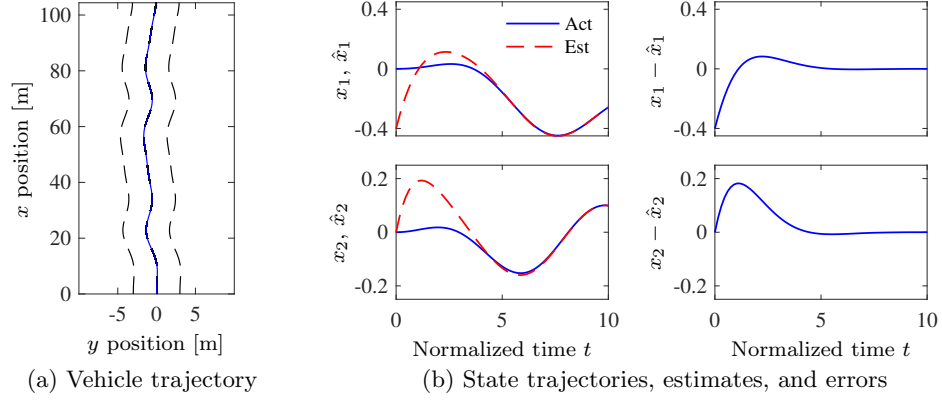 100
80
60
40
20
0
-5
0
5
x position [m]
y position [m]
(a) Vehicle trajectory
0.4
0
-0.4
x₁, x̂₁
Act
Est
0.4
0
-0.4
0
5
10
x₁ − x̂₁
0.2
0
-0.2
0
5
10
x₂, x̂₂
Normalized time t
0.2
0
-0.2
0
5
10
x₂ − x̂₂
Normalized time t
(b) State trajectories, estimates, and errors